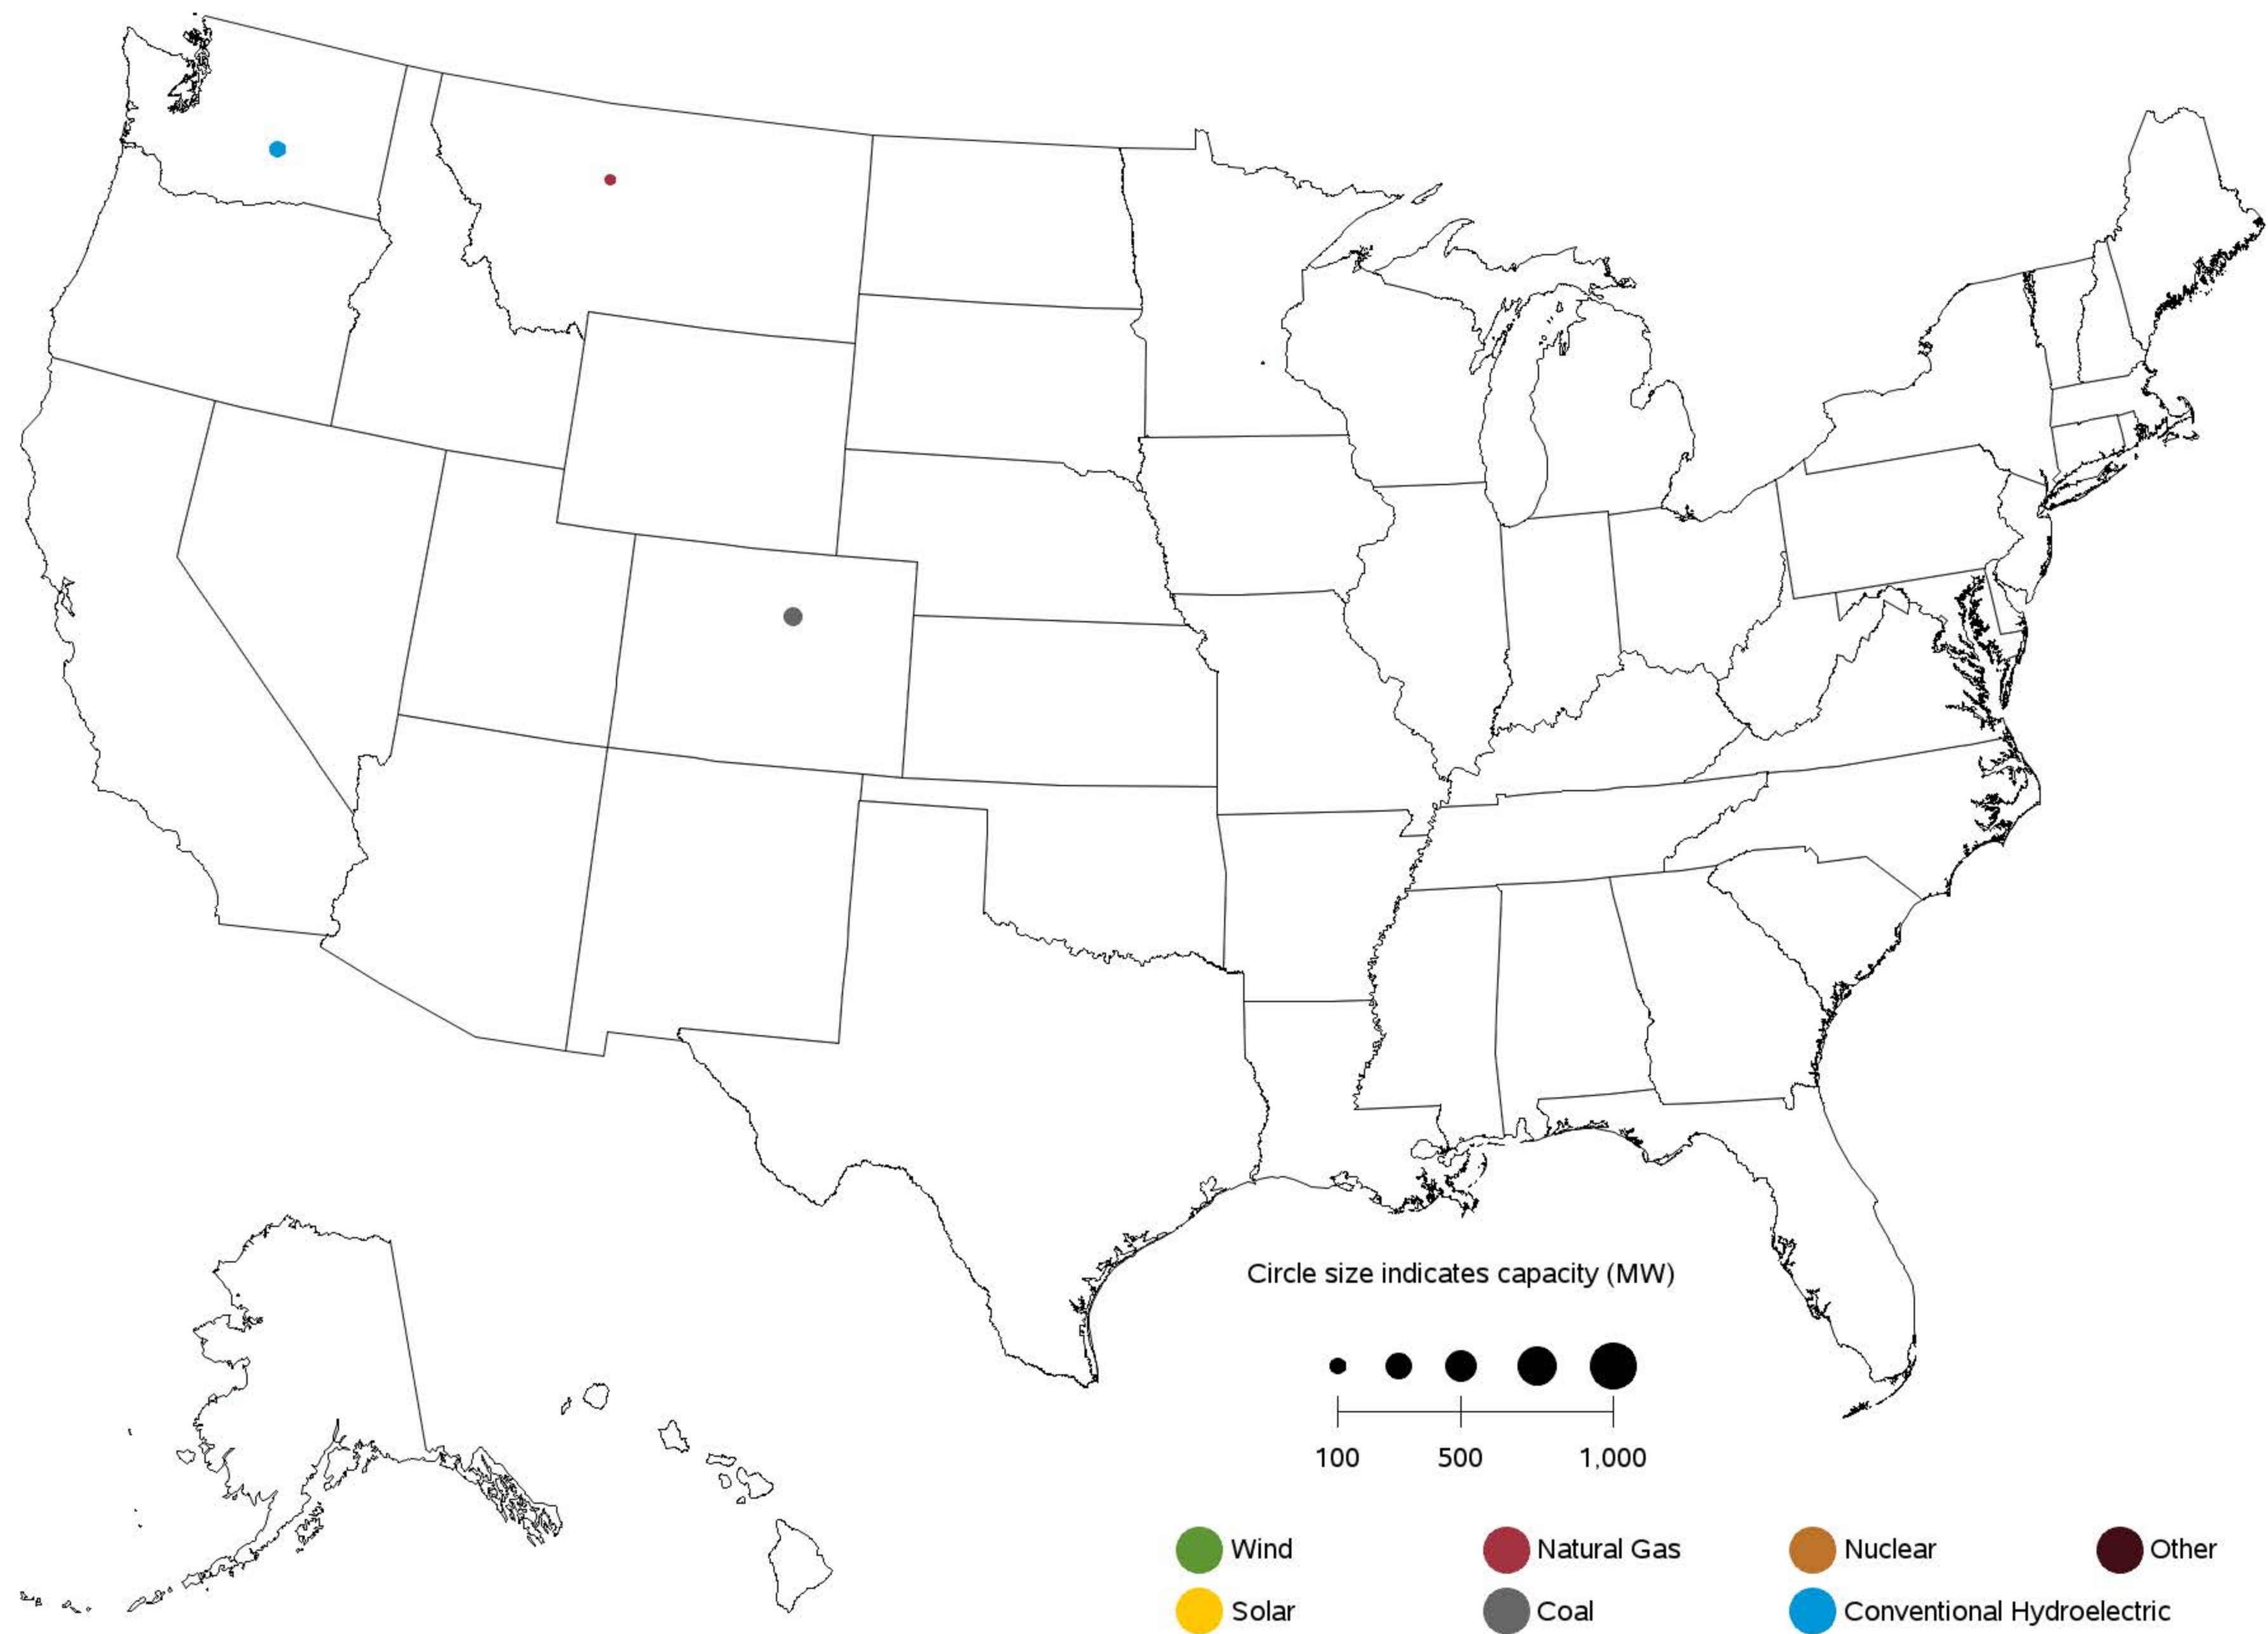 Circle size indicates capacity (MW)
100 500 1,000
Wind Natural Gas Nuclear Other
Solar Coal Conventional Hydroelectric